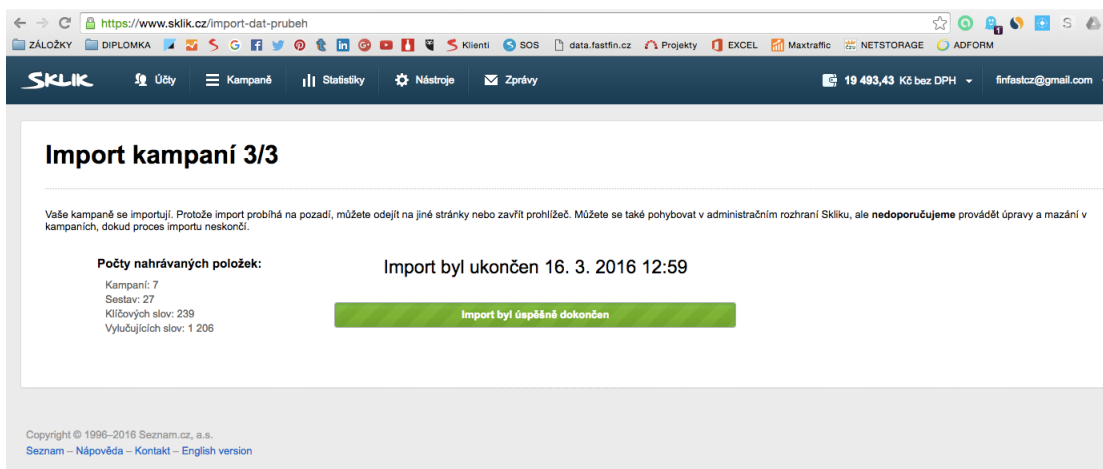 https://www.sklik.cz/import-dat-prubeh
ZÁLOŽKY DIPLOMKA Klienti SOS data.fastfin.cz Projekty EXCEL Maxtraffic NETSTORAGE ADFORM
SKLIK Účty Kampaně Statistiky Nástroje Zprávy 19 493,43 Kč bez DPH finfastcz@gmail.com
Import kampaní 3/3
Vaše kampaně se importují. Protože import probíhá na pozadí, můžete odejít na jiné stránky nebo zavřít prohlížeč. Můžete se také pohybovat v administračním rozhraní Skliku, ale nedoporučujeme provádět úpravy a mazání v
kampaních, dokud proces importu neskončí.
Počty nahrávaných položek:
Kampaní: 7
Sestav: 27
Klíčových slov: 239
Vylučujících slov: 1 206
Import byl ukončen 16. 3. 2016 12:59
Import byl úspěšně dokončen
Copyright © 1996–2016 Seznam.cz, a.s.
Seznam – Nápověda – Kontakt – English version